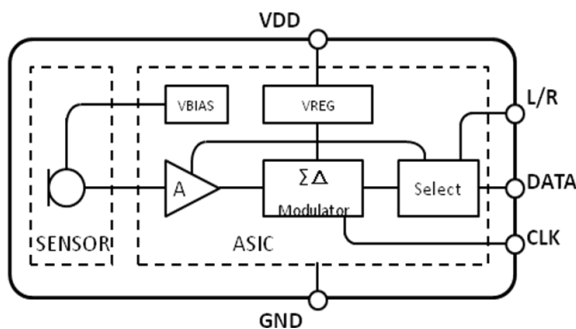 VDD
L/R
VBIAS
VREG
A
ΣΔ
Modulator
Select
DATA
SENSOR
ASIC
CLK
GND